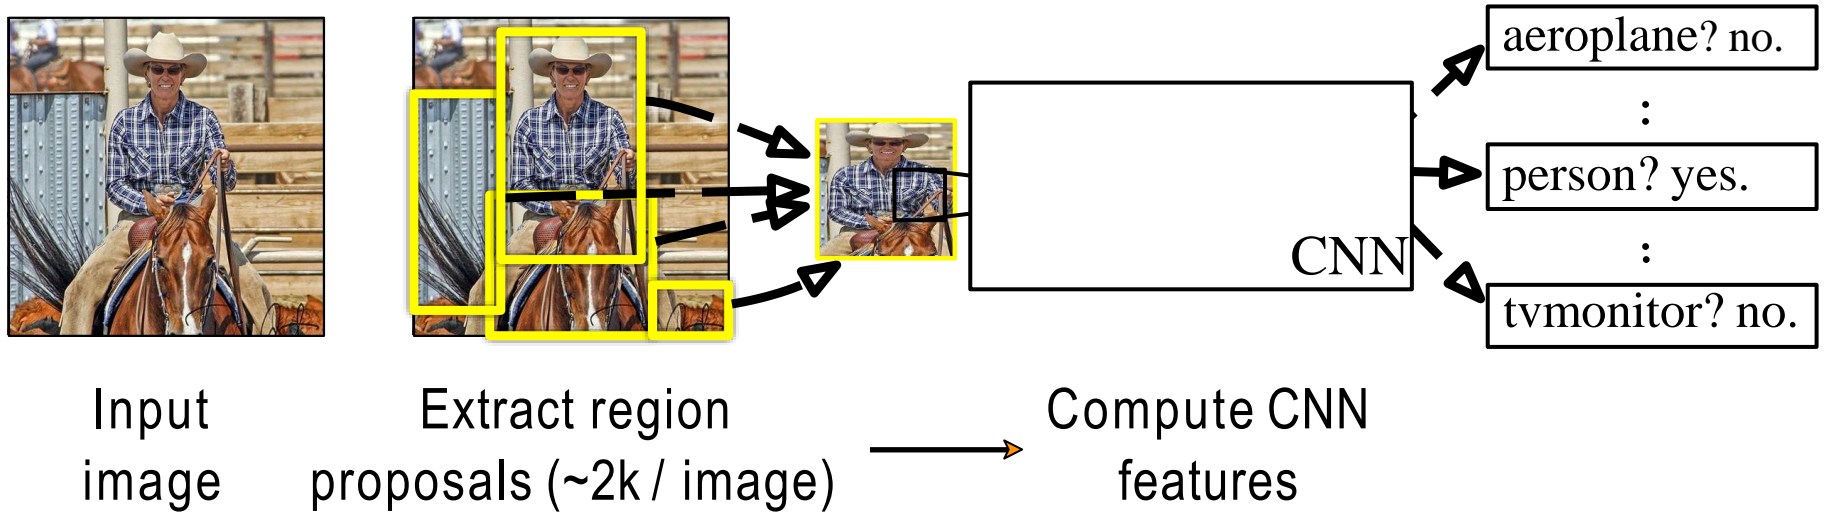 aeroplane? no.
:
person? yes.
:
tvmonitor? no.
CNN
Input
image
Extract region
proposals (~2k / image)
Compute CNN
features